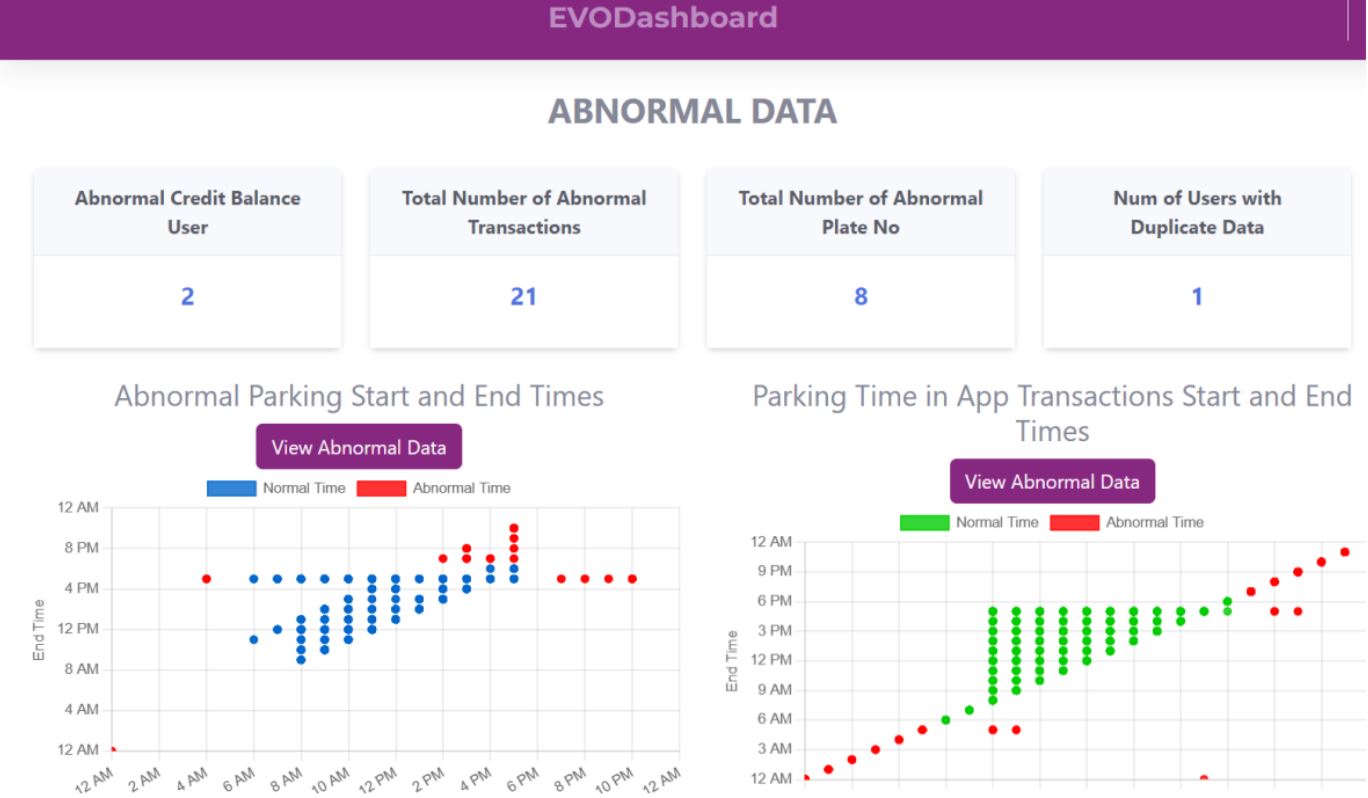 EVODashboard
ABNORMAL DATA
Abnormal Credit Balance
User
2
Total Number of Abnormal
Transactions
21
Total Number of Abnormal
Plate No
8
Num of Users with
Duplicate Data
1
Abnormal Parking Start and End Times
View Abnormal Data
Normal Time Abnormal Time
12 AM
8 PM
4 PM
12 PM
8 AM
4 AM
12 AM
End Time
12 AM 2 AM 4 AM 6 AM 8 AM 10 AM 12 PM 2 PM 4 PM 6 PM 8 PM 10 PM 12 AM
Parking Time in App Transactions Start and End
Times
View Abnormal Data
Normal Time Abnormal Time
12 AM
9 PM
6 PM
3 PM
12 PM
9 AM
6 AM
3 AM
12 AM
End Time